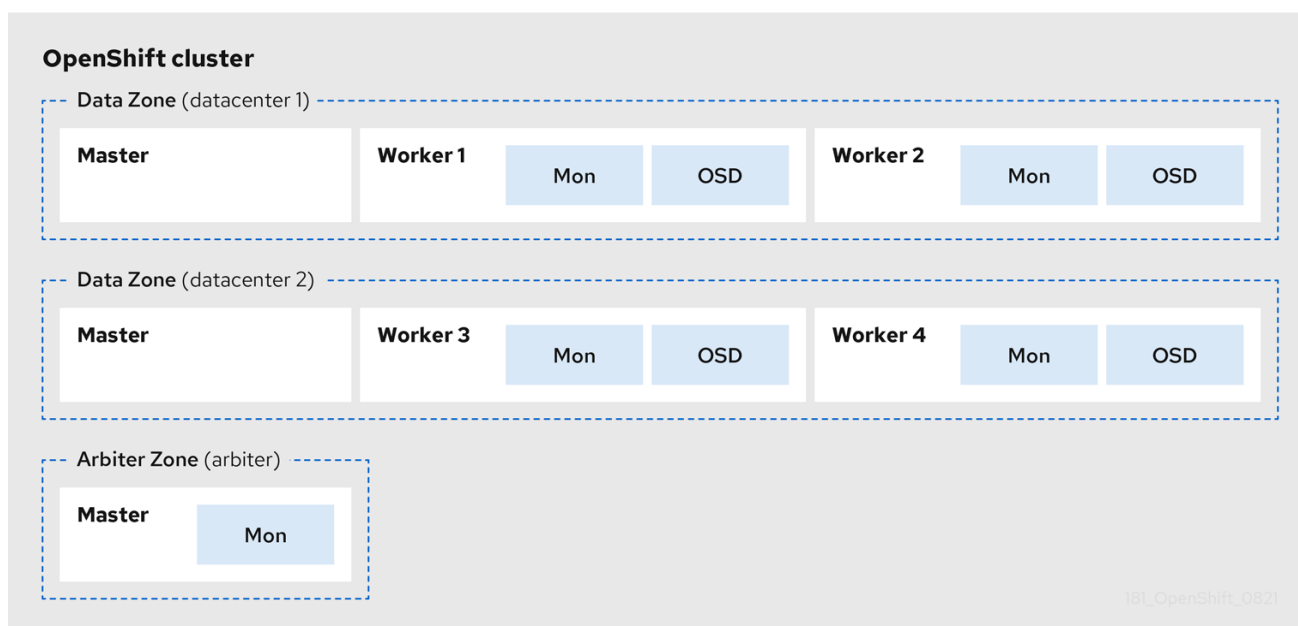 OpenShift cluster
Data Zone (datacenter 1)
Master
Worker 1
Mon
OSD
Worker 2
Mon
OSD
Data Zone (datacenter 2)
Master
Worker 3
Mon
OSD
Worker 4
Mon
OSD
Arbiter Zone (arbiter)
Master
Mon
181_OpenShift_0821